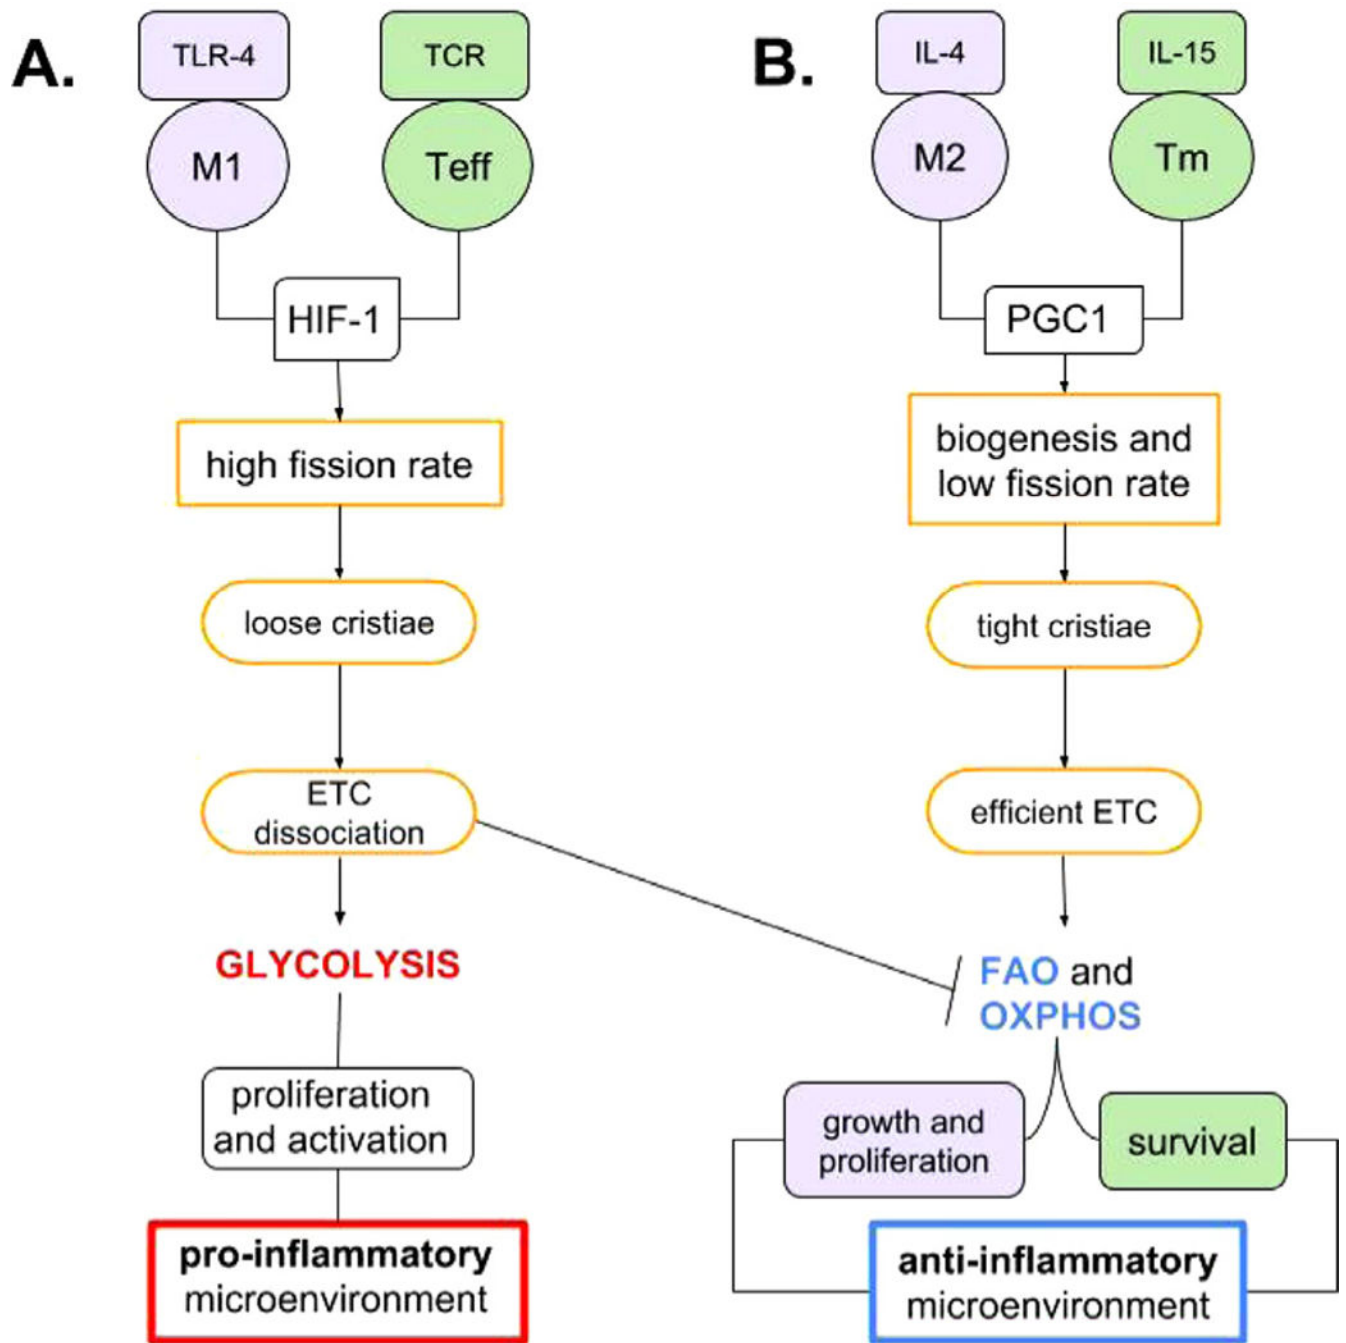 A.
TLR-4
TCR
M1
Teff
HIF-1
high fission rate
loose cristiae
ETC
dissociation
GLYCOLYSIS
proliferation
and activation
pro-inflammatory
microenvironment
B.
IL-4
IL-15
M2
Tm
PGC1
biogenesis and
low fission rate
tight cristiae
efficient ETC
FAO and
OXPHOS
growth and
proliferation
survival
anti-inflammatory
microenvironment